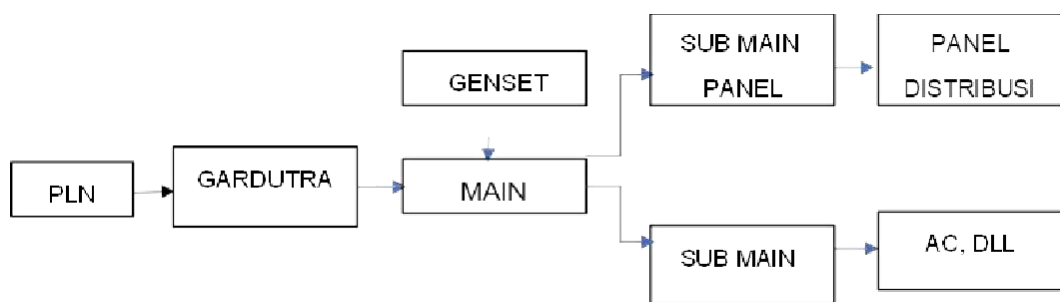 SUB MAIN
PANEL
PANEL
DISTRIBUSI
GENSET
PLN
GARDUTRA
MAIN
SUB MAIN
AC, DLL